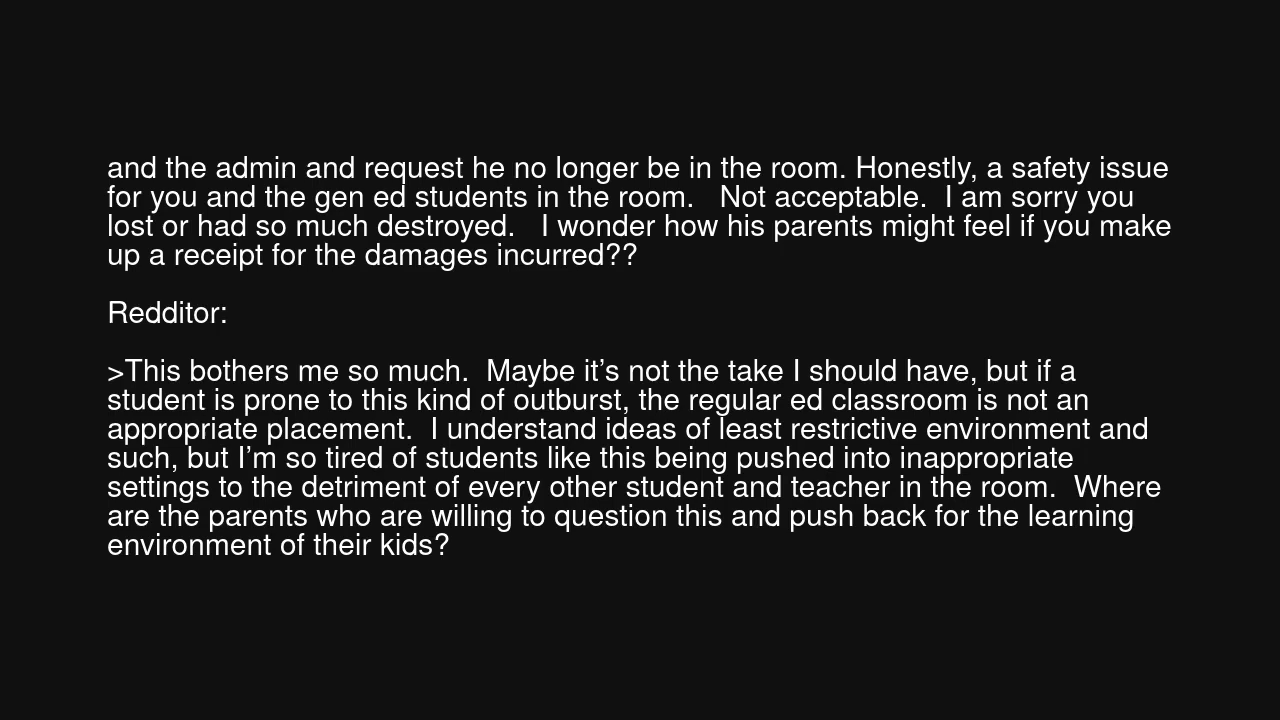 and the admin and request he no longer be in the room. Honestly, a safety issue
for you and the gen ed students in the room.   Not acceptable.  I am sorry you
lost or had so much destroyed.   I wonder how his parents might feel if you make
up a receipt for the damages incurred??
Redditor:
>This bothers me so much.  Maybe it’s not the take I should have, but if a
student is prone to this kind of outburst, the regular ed classroom is not an
appropriate placement.  I understand ideas of least restrictive environment and
such, but I’m so tired of students like this being pushed into inappropriate
settings to the detriment of every other student and teacher in the room.  Where
are the parents who are willing to question this and push back for the learning
environment of their kids?